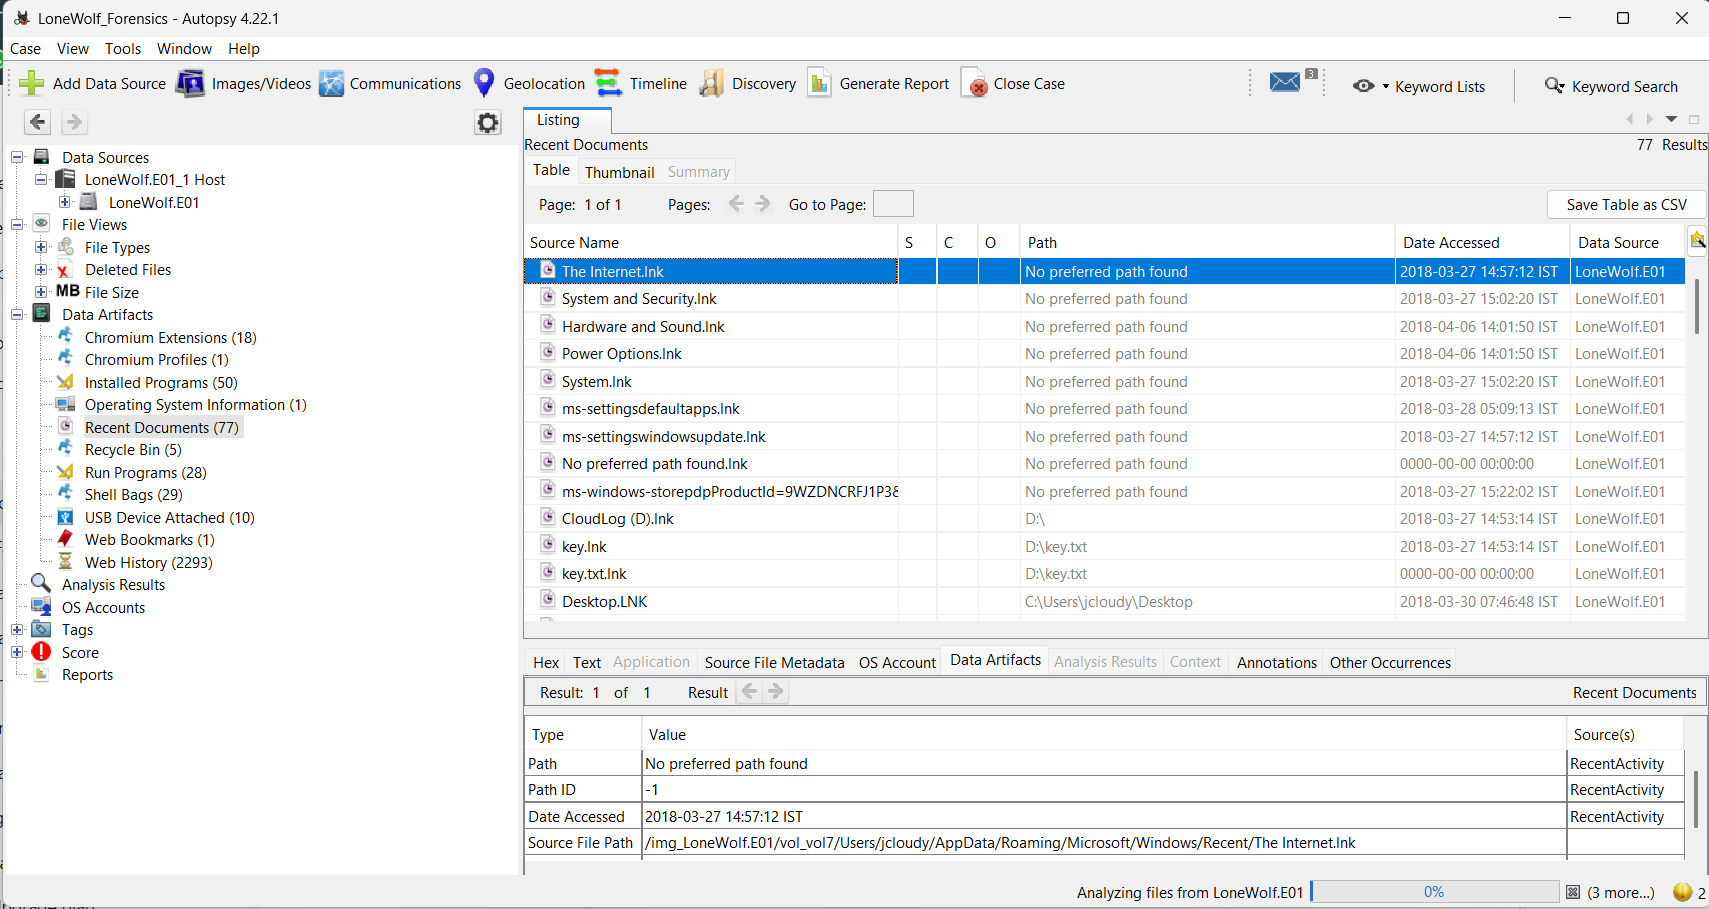 LoneWolf_Forensics - Autopsy 4.22.1
Case View Tools Window Help
Add Data Source Images/Videos Communications Geolocation Timeline Discovery Generate Report Close Case 3 Keyword Lists Keyword Search
Data Sources
LoneWolf.E01_1 Host
LoneWolf.E01
File Views
File Types
Deleted Files
MB File Size
Data Artifacts
Chromium Extensions (18)
Chromium Profiles (1)
Installed Programs (50)
Operating System Information (1)
Recent Documents (77)
Recycle Bin (5)
Run Programs (28)
Shell Bags (29)
USB Device Attached (10)
Web Bookmarks (1)
Web History (2293)
Analysis Results
OS Accounts
Tags
Score
Reports
Listing
Recent Documents 77 Results
Table Thumbnail Summary
Page: 1 of 1 Pages: Go to Page: Save Table as CSV
Source Name S C O Path Date Accessed Data Source
The Internet.lnk No preferred path found 2018-03-27 14:57:12 IST LoneWolf.E01
System and Security.lnk No preferred path found 2018-03-27 15:02:20 IST LoneWolf.E01
Hardware and Sound.lnk No preferred path found 2018-04-06 14:01:50 IST LoneWolf.E01
Power Options.lnk No preferred path found 2018-04-06 14:01:50 IST LoneWolf.E01
System.lnk No preferred path found 2018-03-27 15:02:20 IST LoneWolf.E01
ms-settingsdefaultapps.lnk No preferred path found 2018-03-28 05:09:13 IST LoneWolf.E01
ms-settingswindowsupdate.lnk No preferred path found 2018-03-27 14:57:12 IST LoneWolf.E01
No preferred path found.lnk No preferred path found 0000-00-00 00:00:00 LoneWolf.E01
ms-windows-storepdpProductId=9WZDNCRFJ1P38 No preferred path found 2018-03-27 15:22:02 IST LoneWolf.E01
CloudLog (D).lnk D:\ 2018-03-27 14:53:14 IST LoneWolf.E01
key.lnk D:\key.txt 2018-03-27 14:53:14 IST LoneWolf.E01
key.txt.lnk D:\key.txt 0000-00-00 00:00:00 LoneWolf.E01
Desktop.LNK C:\Users\jcloudy\Desktop 2018-03-30 07:46:48 IST LoneWolf.E01
Hex Text Application Source File Metadata OS Account Data Artifacts Analysis Results Context Annotations Other Occurrences
Result: 1 of 1 Result Recent Documents
Type Value Source(s)
Path No preferred path found RecentActivity
Path ID -1 RecentActivity
Date Accessed 2018-03-27 14:57:12 IST RecentActivity
Source File Path /img_LoneWolf.E01/vol_vol7/Users/jcloudy/AppData/Roaming/Microsoft/Windows/Recent/The Internet.lnk
Analyzing files from LoneWolf.E01 0% (3 more...) 2